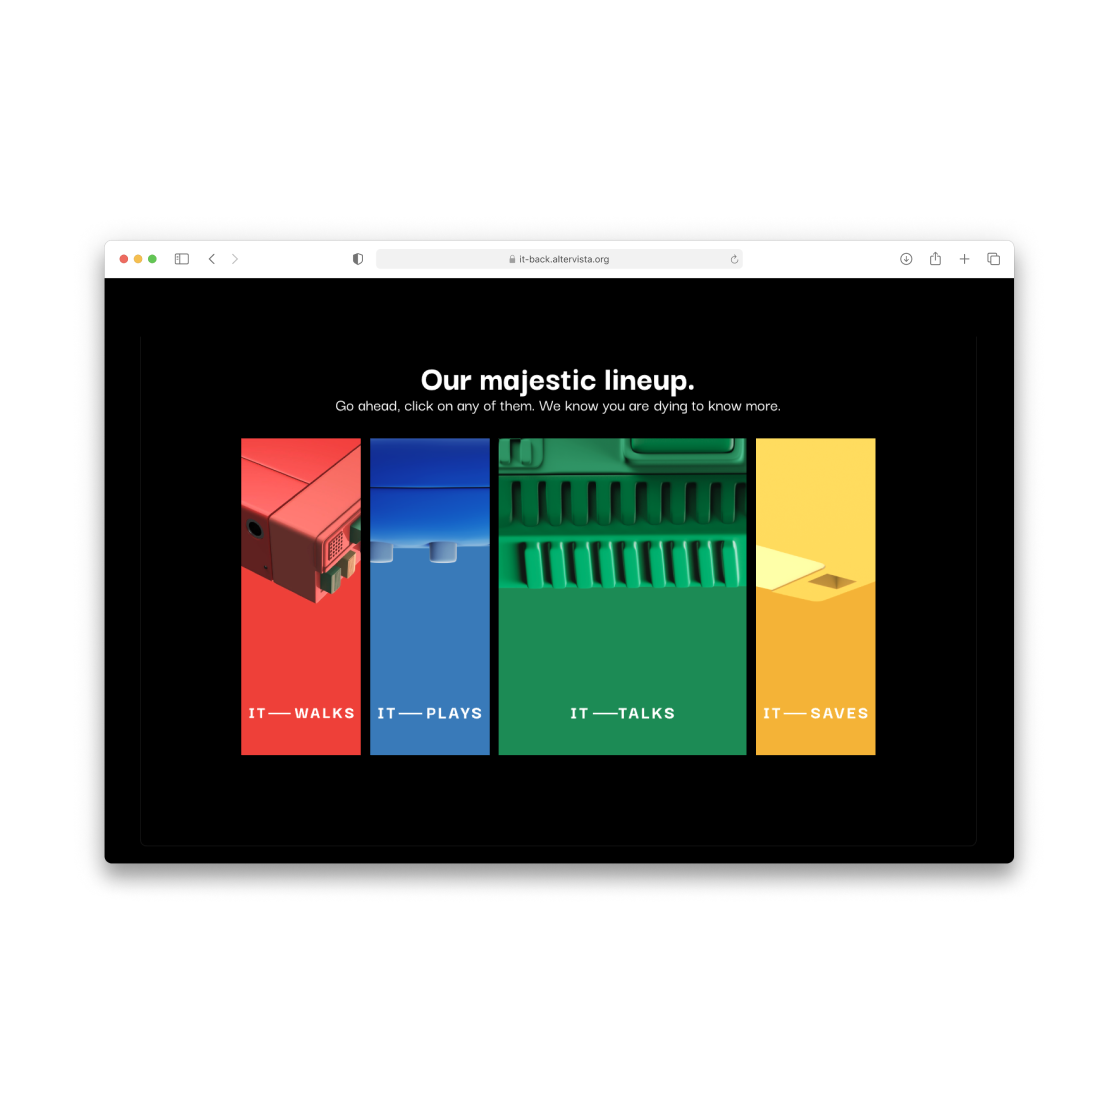 it-back.altervista.org
Our majestic lineup.
Go ahead, click on any of them. We know you are dying to know more.
IT—WALKS
IT—PLAYS
IT—TALKS
IT—SAVES